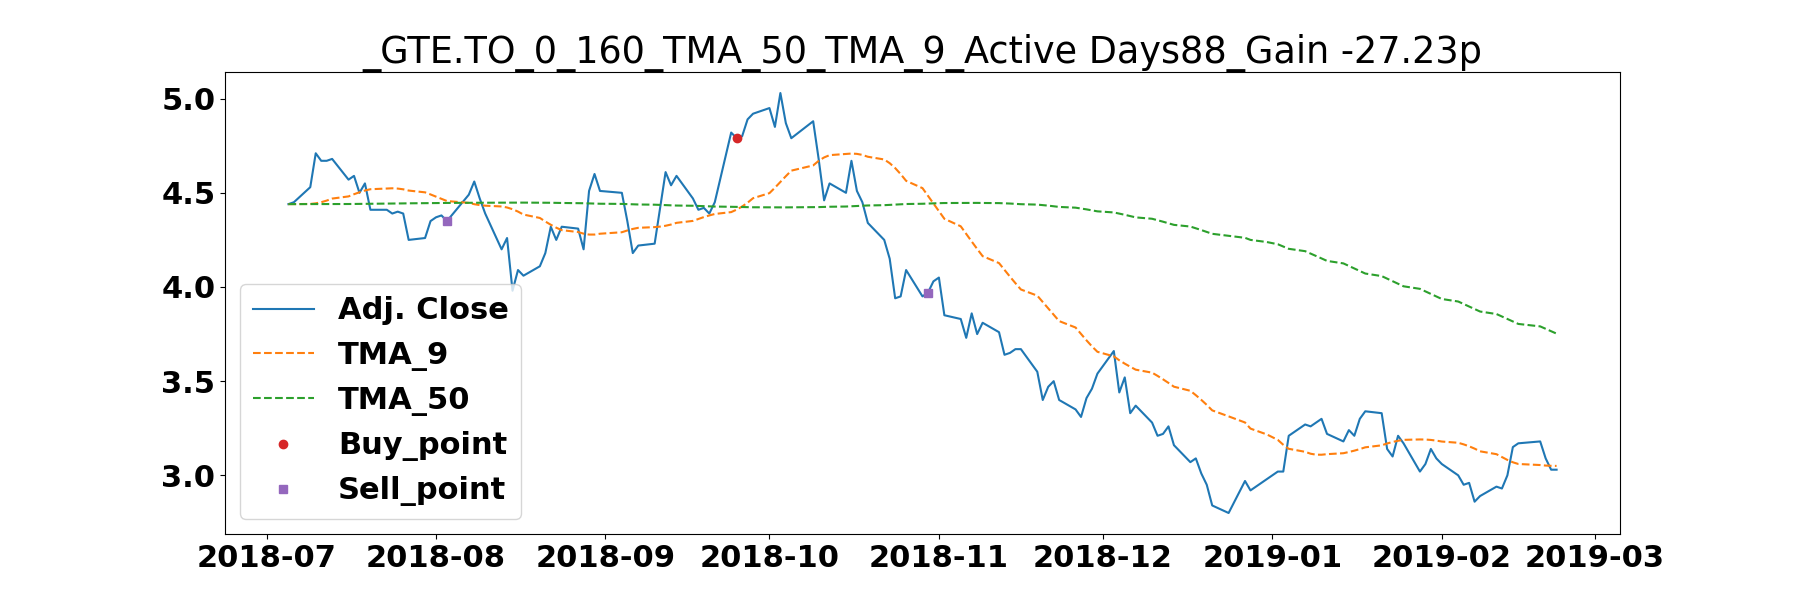 _GTE.TO_0_160_TMA_50_TMA_9_Active Days88_Gain -27.23p
5.0
4.5
4.0
3.5
3.0
Adj. Close
TMA_9
TMA_50
Buy_point
Sell_point
2018-07 2018-08 2018-09 2018-10 2018-11 2018-12 2019-01 2019-02 2019-03